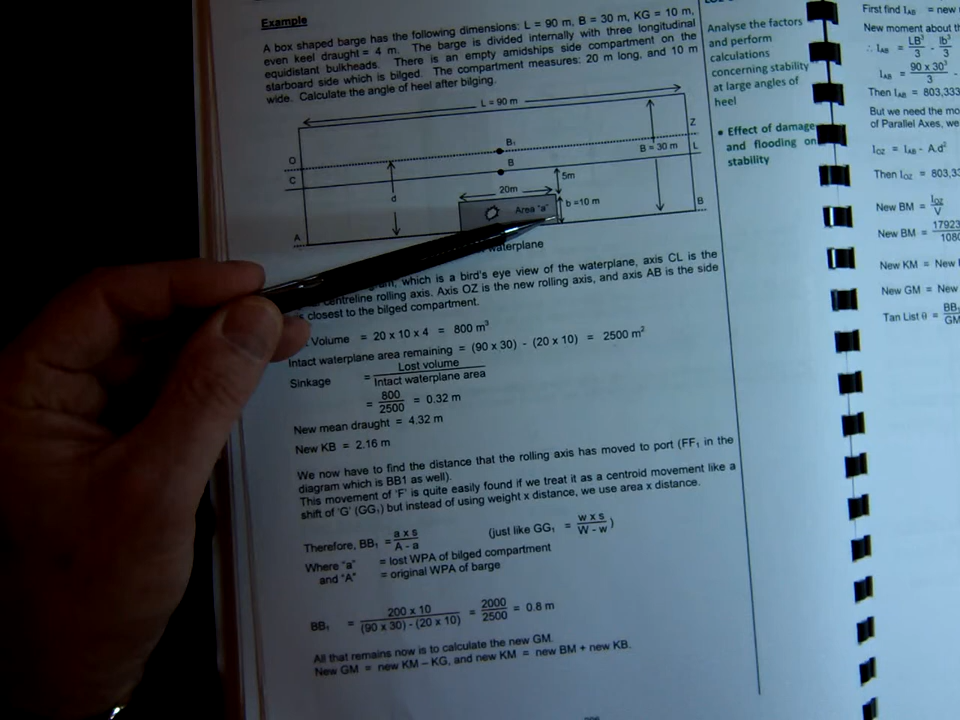 Example
A box shaped barge has the following dimensions: L = 90 m, B = 30 m, KG = 10 m,
even keel draught = 4 m. The barge is divided internally with three longitudinal
equidistant bulkheads. There is an empty amidships side compartment on the
starboard side which is bilged. The compartment measures: 20 m long, and 10 m
wide. Calculate the angle of heel after bilging.
L = 90 m
O
C
A
d
B₁
B
20m
5m
b =10 m
Area "a"
B = 30 m
Z
L
B
waterplane
which is a bird's eye view of the waterplane, axis CL is the
centreline rolling axis. Axis OZ is the new rolling axis, and axis AB is the side
closest to the bilged compartment.
Volume = 20 x 10 x 4 = 800 m³
Intact waterplane area remaining = (90 x 30) - (20 x 10) = 2500 m²
Sinkage = Lost volume / Intact waterplane area
= 800 / 2500 = 0.32 m
New mean draught = 4.32 m
New KB = 2.16 m
We now have to find the distance that the rolling axis has moved to port (FF₁ in the
diagram which is BB1 as well).
This movement of 'F' is quite easily found if we treat it as a centroid movement like a
shift of 'G' (GG₁) but instead of using weight x distance, we use area x distance.
Therefore, BB₁ = a x s / A - a (just like GG₁ = w x s / W - w )
Where "a" = lost WPA of bilged compartment
and "A" = original WPA of barge
BB₁ = 200 x 10 / (90 x 30) - (20 x 10) = 2000 / 2500 = 0.8 m
All that remains now is to calculate the new GM.
New GM = new KM – KG, and new KM = new BM + new KB.
Analyse the factors
and perform
calculations
concerning stability
at large angles of
heel
• Effect of damage
and flooding on
stability
First find I_AB = new
New moment about the
∴ I_AB = LB³ / 3 - lb³ / 3
I_AB = 90 x 30³ / 3 -
Then I_AB = 803,333
But we need the mo
of Parallel Axes, we
I_OZ = I_AB - A.d²
Then I_OZ = 803,33
New BM = I_OZ / V
New BM = 17923 / 1080
New KM = New
New GM = New
Tan List θ = BB₁ / GM